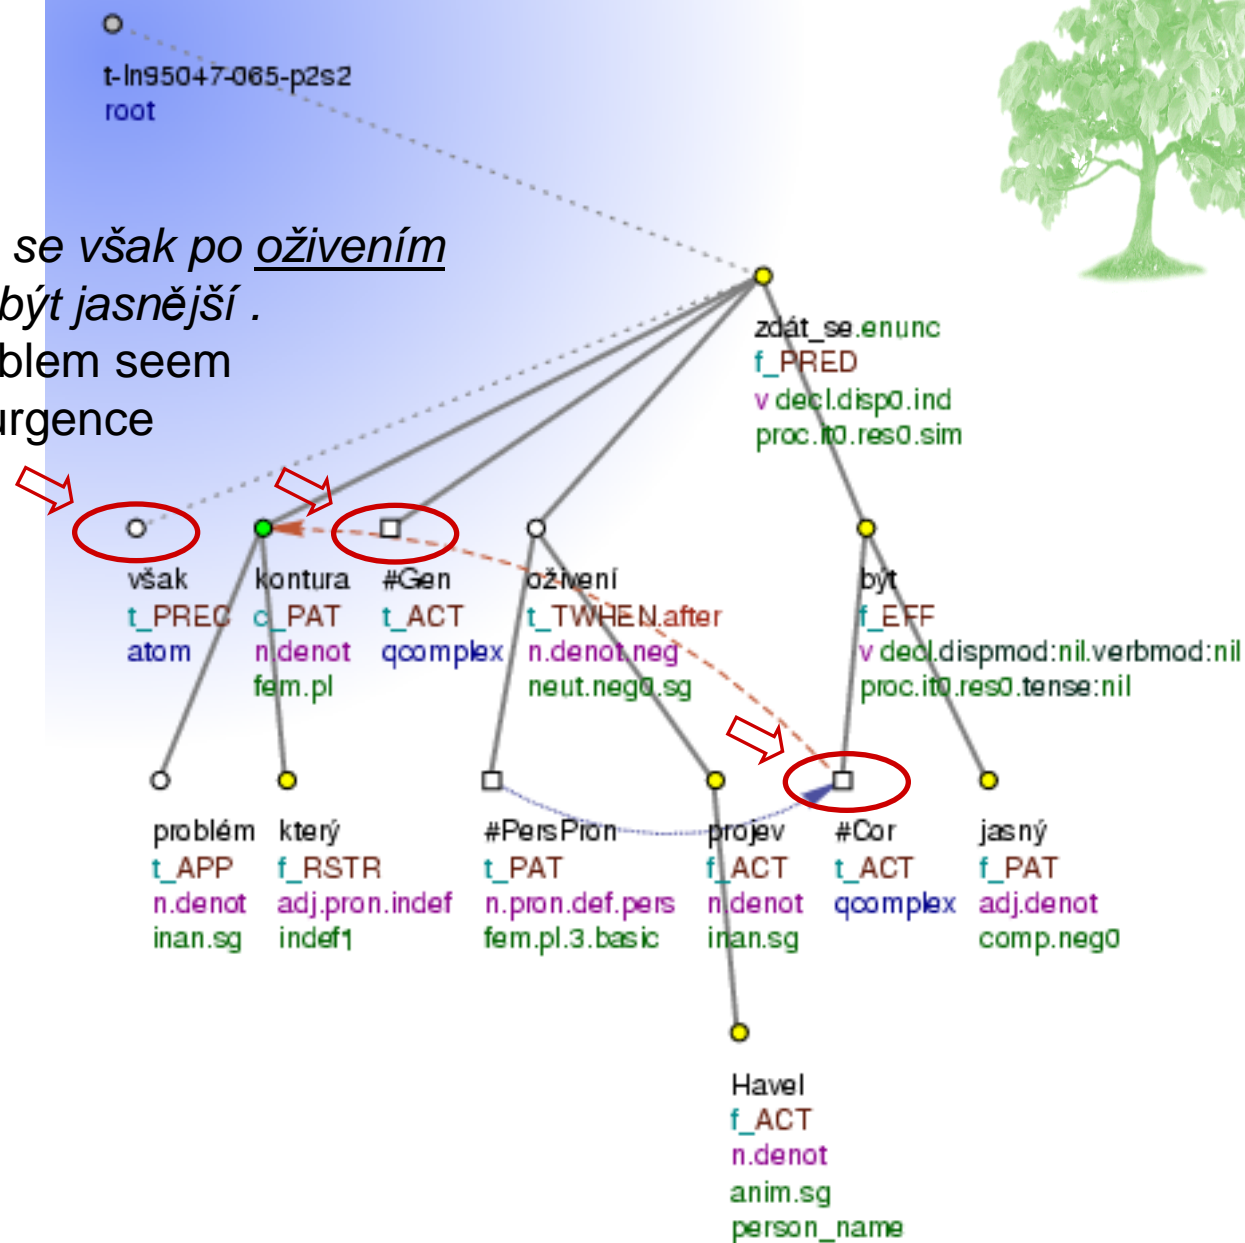 t-ln95047-065-p2s2
root
se však po oživením
být jasnější .
blem seem
urgence
zdát_se.enunc
f_PRED
v decl.disp0.ind
proc.it0.res0.sim
však kontura #Gen oživení být
t_PREC c_PAT t_ACT t_TWHEN.after f_EFF
atom n.denot qcomplex n.denot.neg v decl.dispmod:nil.verbmod:nil
fem.pl neut.neg0.sg proc.it0.res0.tense:nil
problém který #PersPron projev #Cor jasný
t_APP f_RSTR t_PAT f_ACT t_ACT f_PAT
n.denot adj.pron.indef n.pron.def.pers n.denot qcomplex adj.denot
inan.sg indef1 fem.pl.3.basic inan.sg comp.neg0
Havel
f_ACT
n.denot
anim.sg
person_name